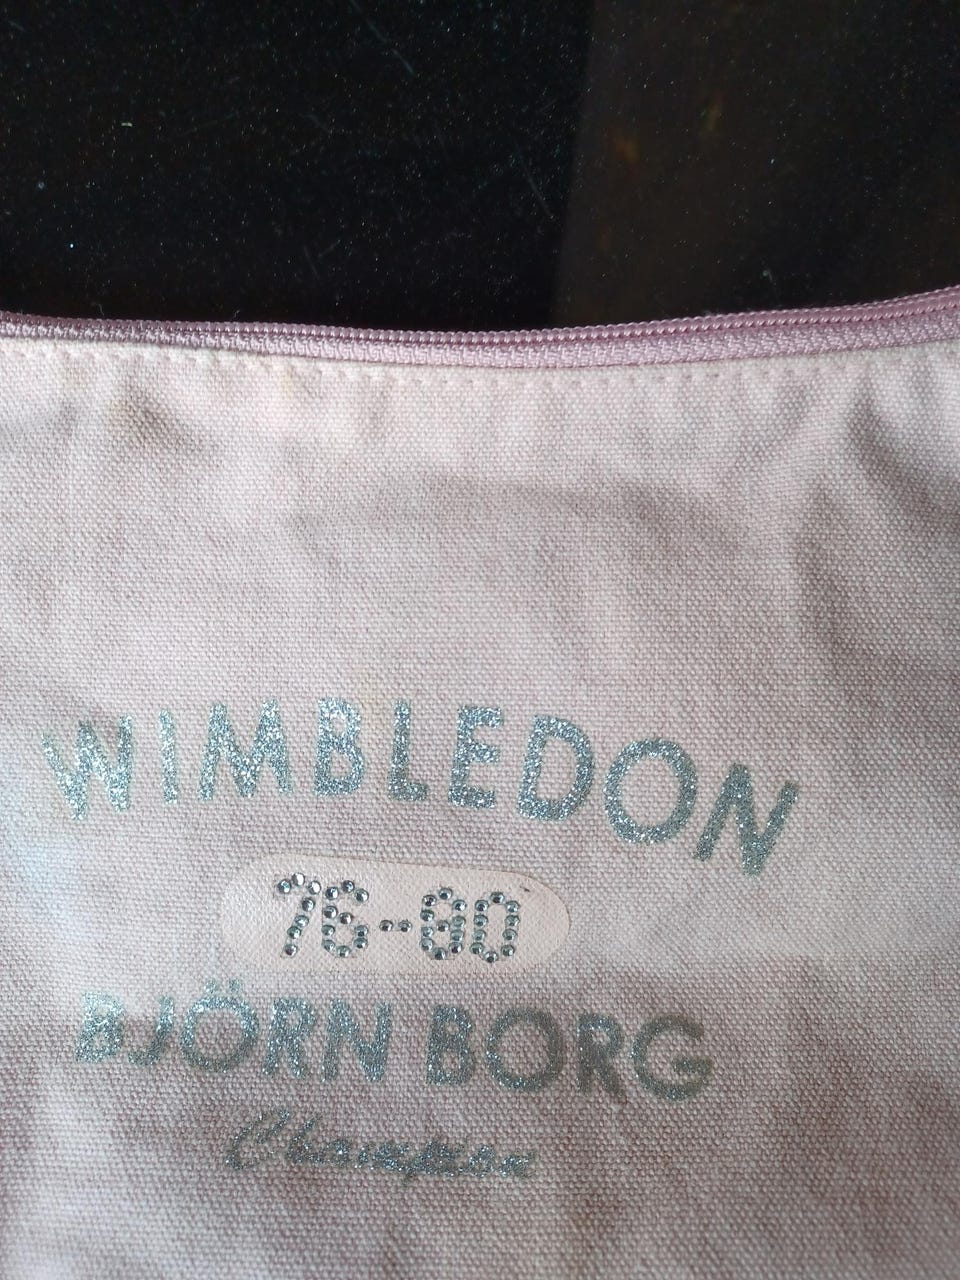 WIMBLEDON
76-80
BJÖRN BORG
Champion